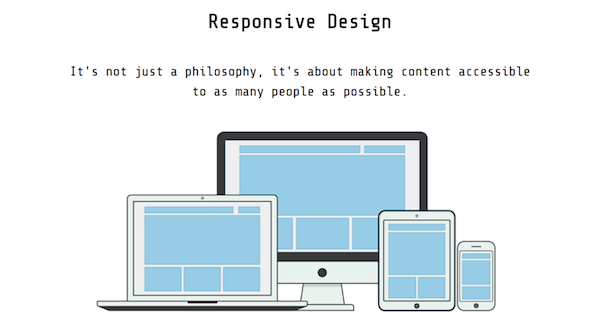 Responsive Design
It's not just a philosophy, it's about making content accessible
to as many people as possible.